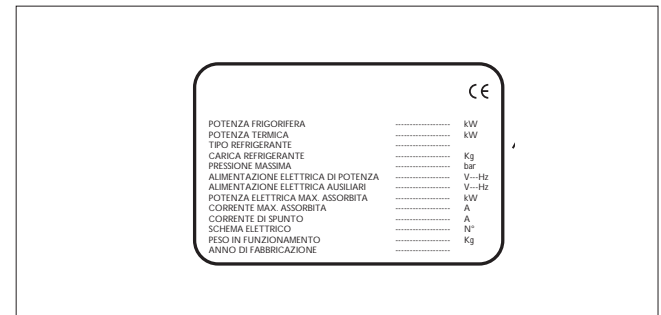 CE
POTENZA FRIGORIFERA ------------------- kW
POTENZA TERMICA ------------------- kW
TIPO REFRIGERANTE -------------------
CARICA REFRIGERANTE ------------------- Kg
PRESSIONE MASSIMA ------------------- bar
ALIMENTAZIONE ELETTRICA DI POTENZA ------------------- V---Hz
ALIMENTAZIONE ELETTRICA AUSILIARI ------------------- V---Hz
POTENZA ELETTRICA MAX. ASSORBITA ------------------- kW
CORRENTE MAX. ASSORBITA ------------------- A
CORRENTE DI SPUNTO ------------------- A
SCHEMA ELETTRICO ------------------- N°
PESO IN FUNZIONAMENTO ------------------- Kg
ANNO DI FABBRICAZIONE -------------------